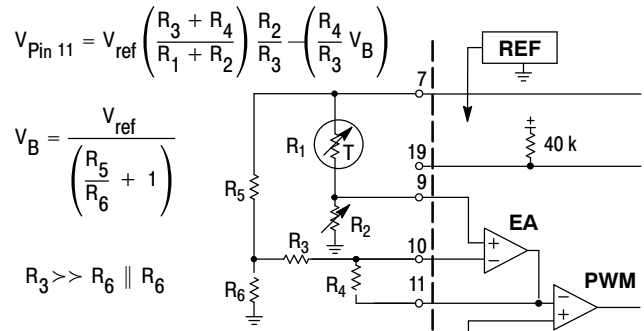 V_Pin 11 = V_ref ((R_3 + R_4)/(R_1 + R_2)) R_2/R_3 − (R_4/R_3 V_B)
REF
7
V_B = V_ref/(R_5/R_6 + 1)
R_1
T
19
40 k
9
R_5
R_2
EA
R_3
10
R_3 >> R_6 ‖ R_6
R_6
R_4
11
PWM
+
−
−
+
+
−